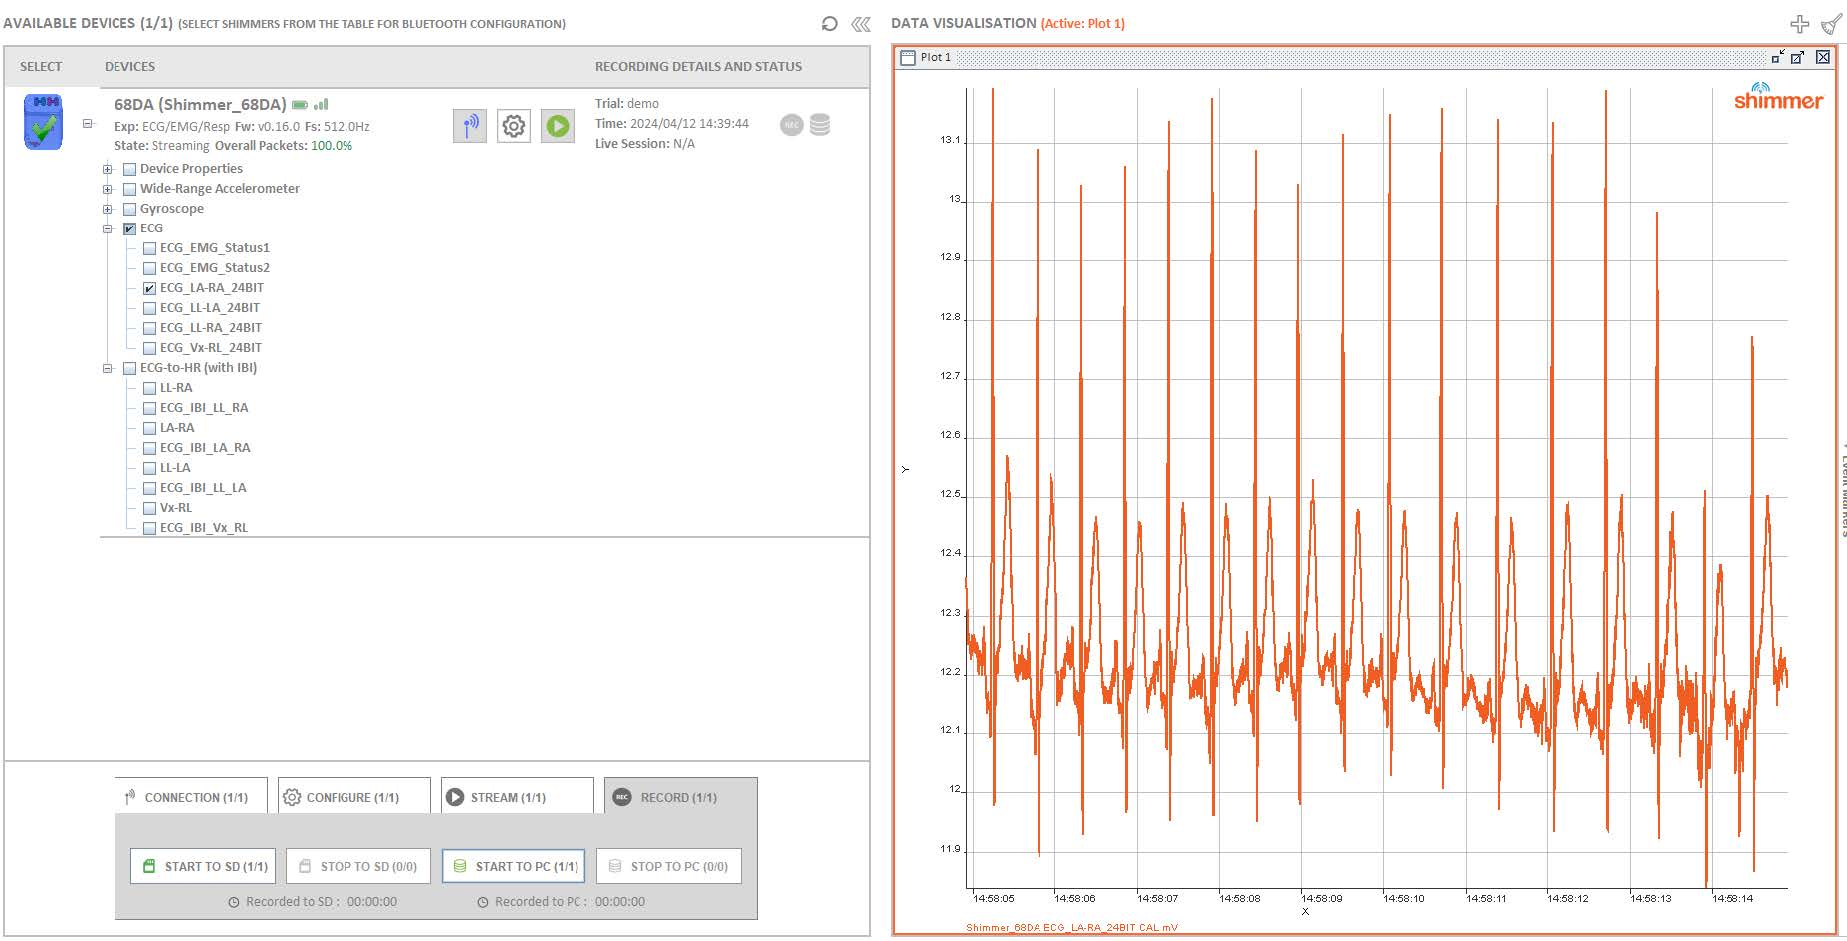 AVAILABLE DEVICES (1/1) (SELECT SHIMMERS FROM THE TABLE FOR BLUETOOTH CONFIGURATION)
SELECT DEVICES RECORDING DETAILS AND STATUS
68DA (Shimmer_68DA)
Exp: ECG/EMG/Resp Fw: v0.16.0 Fs: 512.0Hz
State: Streaming Overall Packets: 100.0%
Trial: demo
Time: 2024/04/12 14:39:44
Live Session: N/A
REC
Device Properties
Wide-Range Accelerometer
Gyroscope
ECG
ECG_EMG_Status1
ECG_EMG_Status2
ECG_LA-RA_24BIT
ECG_LL-LA_24BIT
ECG_LL-RA_24BIT
ECG_Vx-RL_24BIT
ECG-to-HR (with IBI)
LL-RA
ECG_IBI_LL_RA
LA-RA
ECG_IBI_LA_RA
LL-LA
ECG_IBI_LL_LA
Vx-RL
ECG_IBI_Vx_RL
CONNECTION (1/1) CONFIGURE (1/1) STREAM (1/1) REC RECORD (1/1)
START TO SD (1/1) STOP TO SD (0/0) START TO PC (1/1) STOP TO PC (0/0)
Recorded to SD : 00:00:00 Recorded to PC : 00:00:00
DATA VISUALISATION (Active: Plot 1)
Plot 1
shimmer
13.1
13
12.9
12.8
12.7
12.6
12.5
12.4
12.3
12.2
12.1
12
11.9
Y
14:58:05 14:58:06 14:58:07 14:58:08 14:58:09 14:58:10 14:58:11 14:58:12 14:58:13 14:58:14
X
Shimmer_68DA ECG_LA-RA_24BIT CAL mV